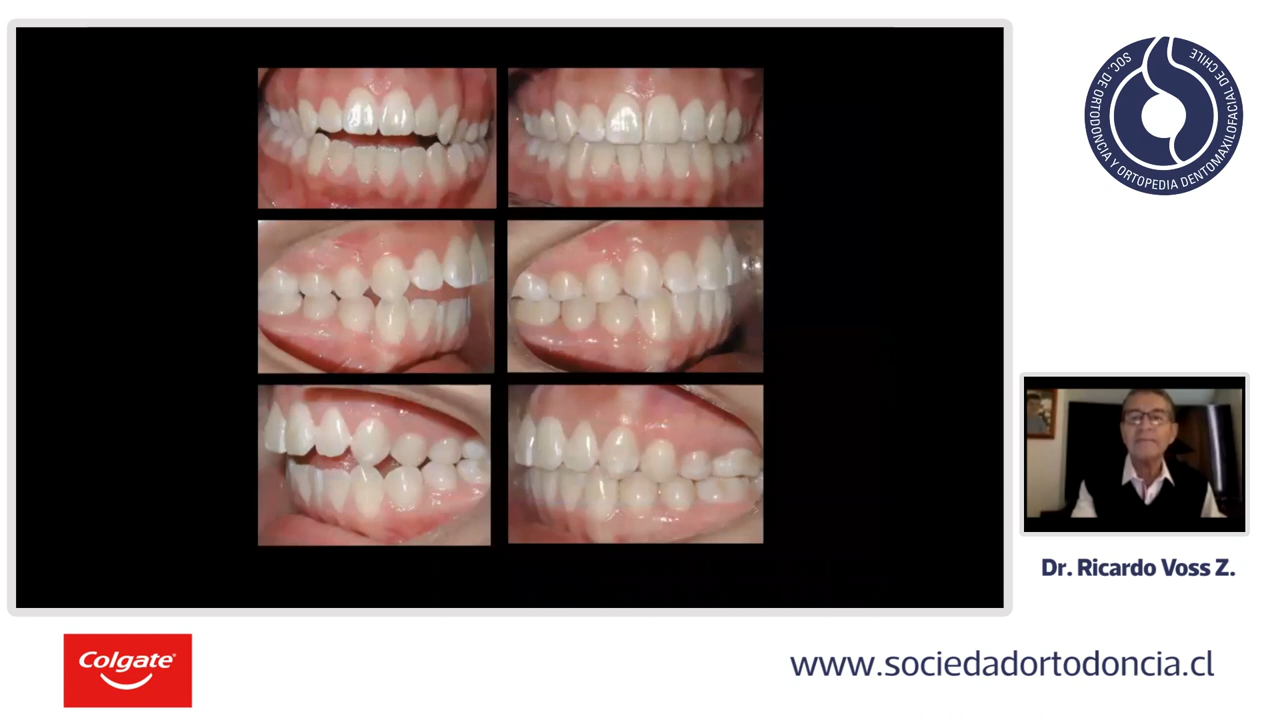 SOC. DE ORTODONCIA Y ORTOPEDIA DENTOMAXILOFACIAL DE CHILE
Dr. Ricardo Voss Z.
Colgate®
www.sociedadortodoncia.cl